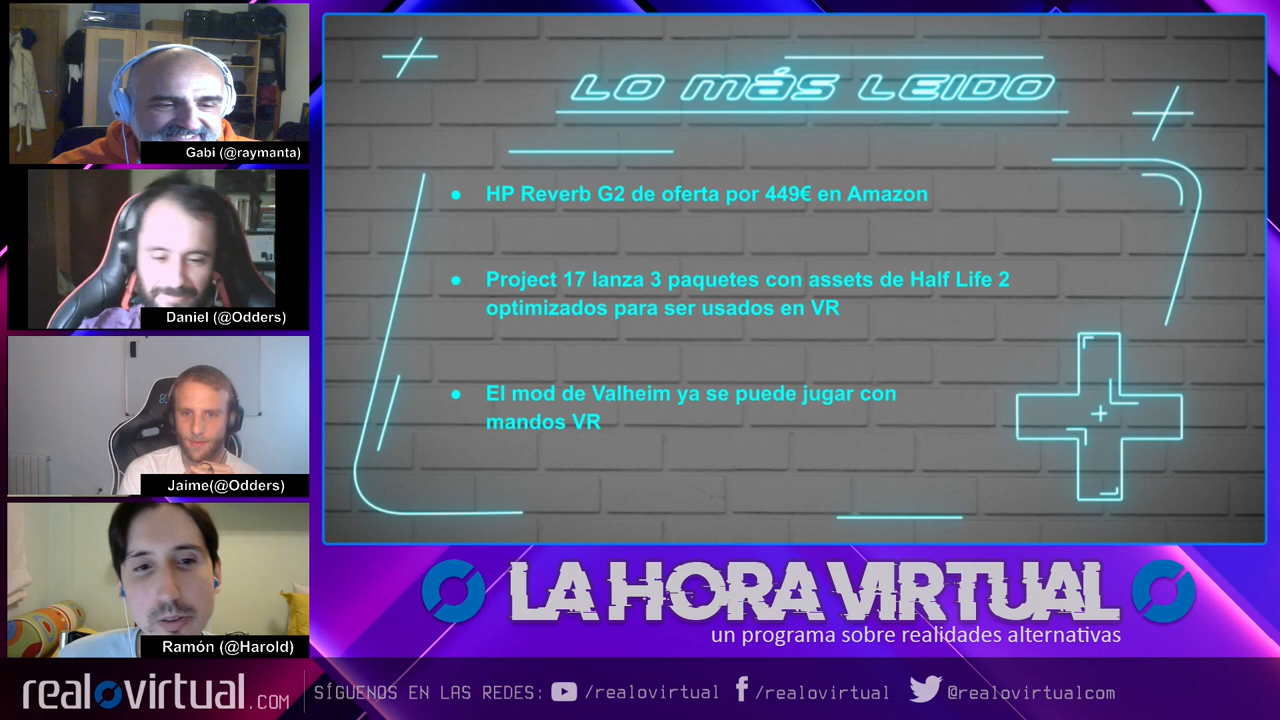 Gabi (@raymanta)
Daniel (@Odders)
Jaime(@Odders)
Ramón (@Harold)
LO MÁS LEIDO
● HP Reverb G2 de oferta por 449€ en Amazon
● Project 17 lanza 3 paquetes con assets de Half Life 2
optimizados para ser usados en VR
● El mod de Valheim ya se puede jugar con
mandos VR
LA HORA VIRTUAL
un programa sobre realidades alternativas
realovirtual.COM
SÍGUENOS EN LAS REDES: /realovirtual /realovirtual @realovirtualcom